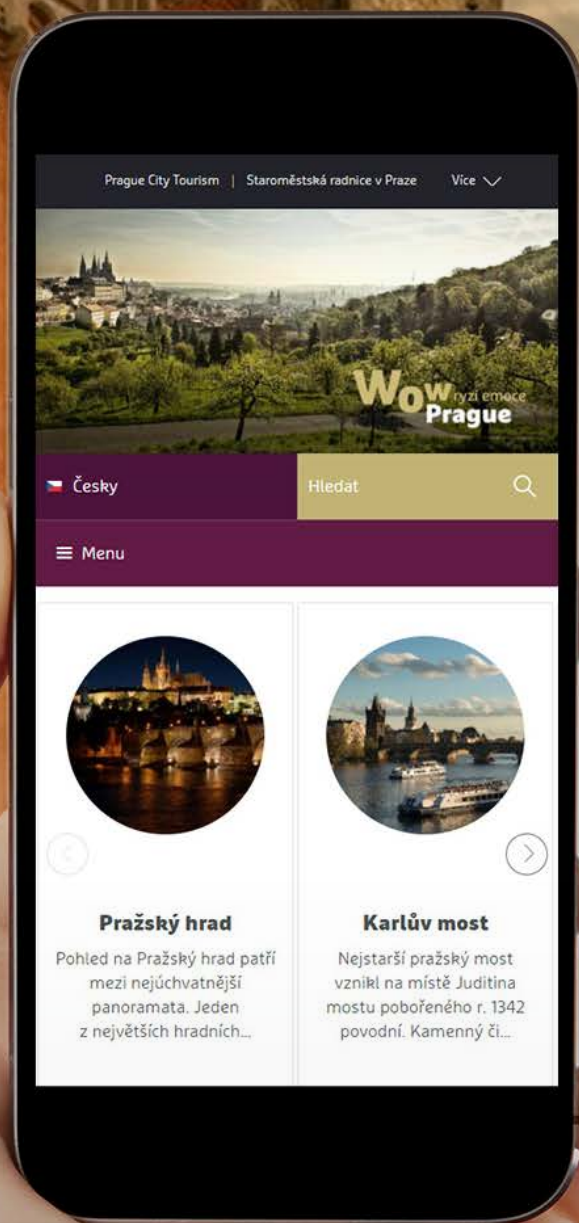 Prague City Tourism | Staroměstská radnice v Praze Více
Wow ryzí emoce
Prague
Česky
Hledat
Menu
Pražský hrad
Pohled na Pražský hrad patří
mezi nejúchvatnější
panoramata. Jeden
z největších hradních...
Karlův most
Nejstarší pražský most
vznikl na místě Juditina
mostu pobořeného r. 1342
povodní. Kamenný či...